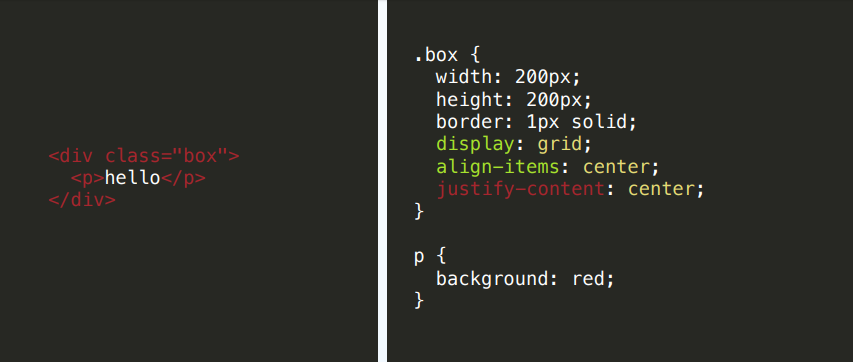 <div class="box">
  <p>hello</p>
</div>
.box {
  width: 200px;
  height: 200px;
  border: 1px solid;
  display: grid;
  align-items: center;
  justify-content: center;
}
p {
  background: red;
}